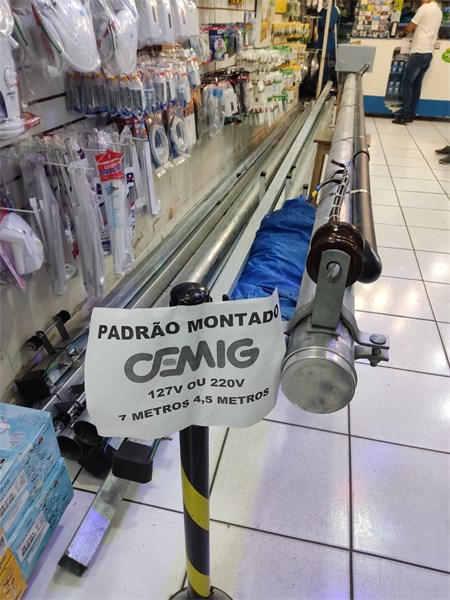 PADRÃO MONTADO
CEMIG
127V OU 220V
7 METROS 4,5 METROS